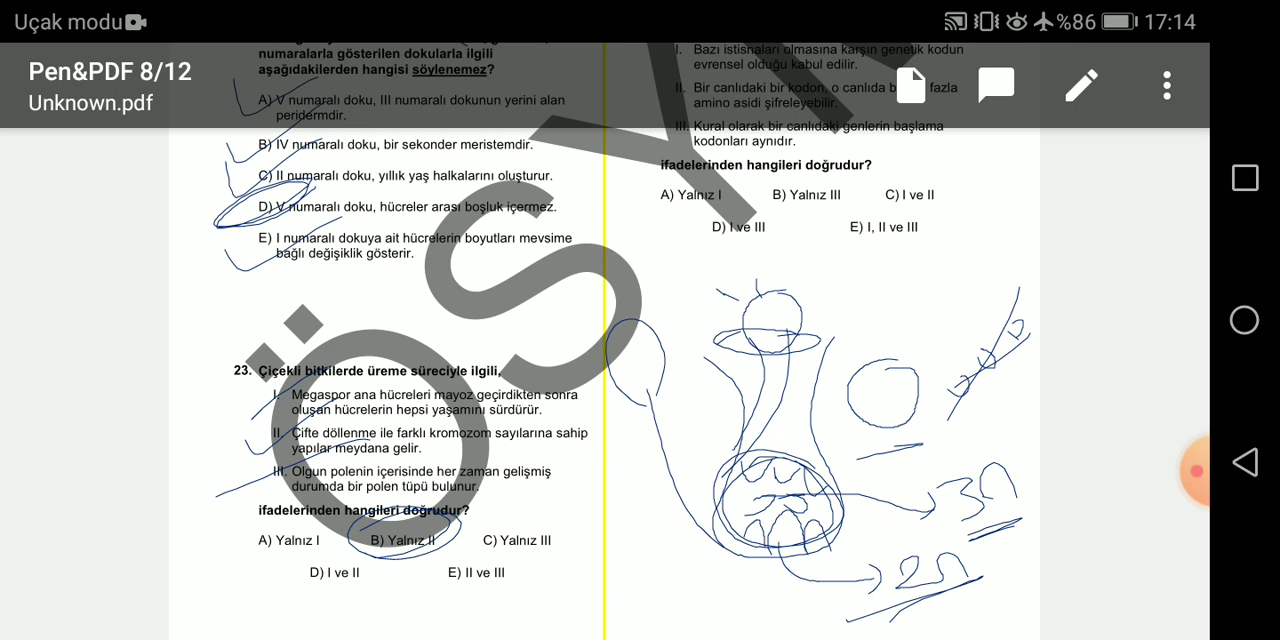 Uçak modu
%86
17:14
Pen&PDF 8/12
Unknown.pdf
numaralarla gösterilen dokularla ilgili
aşağıdakilerden hangisi söylenemez?
A) V numaralı doku, III numaralı dokunun yerini alan
peridermdir.
B) IV numaralı doku, bir sekonder meristemdir.
C) II numaralı doku, yıllık yaş halkalarını oluşturur.
D) V numaralı doku, hücreler arası boşluk içermez.
E) I numaralı dokuya ait hücrelerin boyutları mevsime
bağlı değişiklik gösterir.
23. Çiçekli bitkilerde üreme süreciyle ilgili,
I. Megaspor ana hücreleri mayoz geçirdikten sonra
oluşan hücrelerin hepsi yaşamını sürdürür.
II. Çifte döllenme ile farklı kromozom sayılarına sahip
yapılar meydana gelir.
III. Olgun polenin içerisinde her zaman gelişmiş
durumda bir polen tüpü bulunur.
ifadelerinden hangileri doğrudur?
A) Yalnız I B) Yalnız II C) Yalnız III
D) I ve II E) II ve III
I. Bazı istisnaları olmasına karşın genetik kodun
evrensel olduğu kabul edilir.
II. Bir canlıdaki bir kodon, o canlıda fazla
amino asidi şifreleyebilir.
III. Kural olarak bir canlıdaki genlerin başlama
kodonları aynıdır.
ifadelerinden hangileri doğrudur?
A) Yalnız I B) Yalnız III C) I ve II
D) I ve III E) I, II ve III
3n
2n
ÖSY